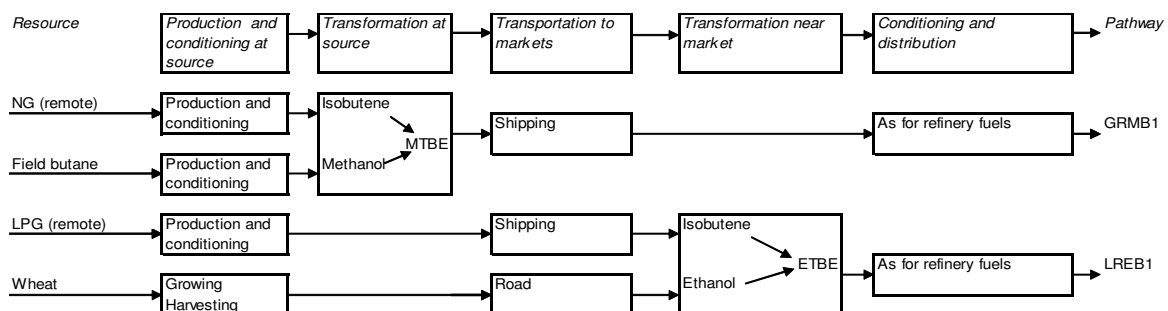 Resource
Production and
conditioning at
source
Transformation at
source
Transportation to
markets
Transformation near
market
Conditioning and
distribution
Pathway
NG (remote)
Production and
conditioning
Isobutene
MTBE
Methanol
Shipping
As for refinery fuels
GRMB1
Field butane
Production and
conditioning
LPG (remote)
Production and
conditioning
Shipping
Isobutene
ETBE
Ethanol
As for refinery fuels
LREB1
Wheat
Growing
Harvesting
Road